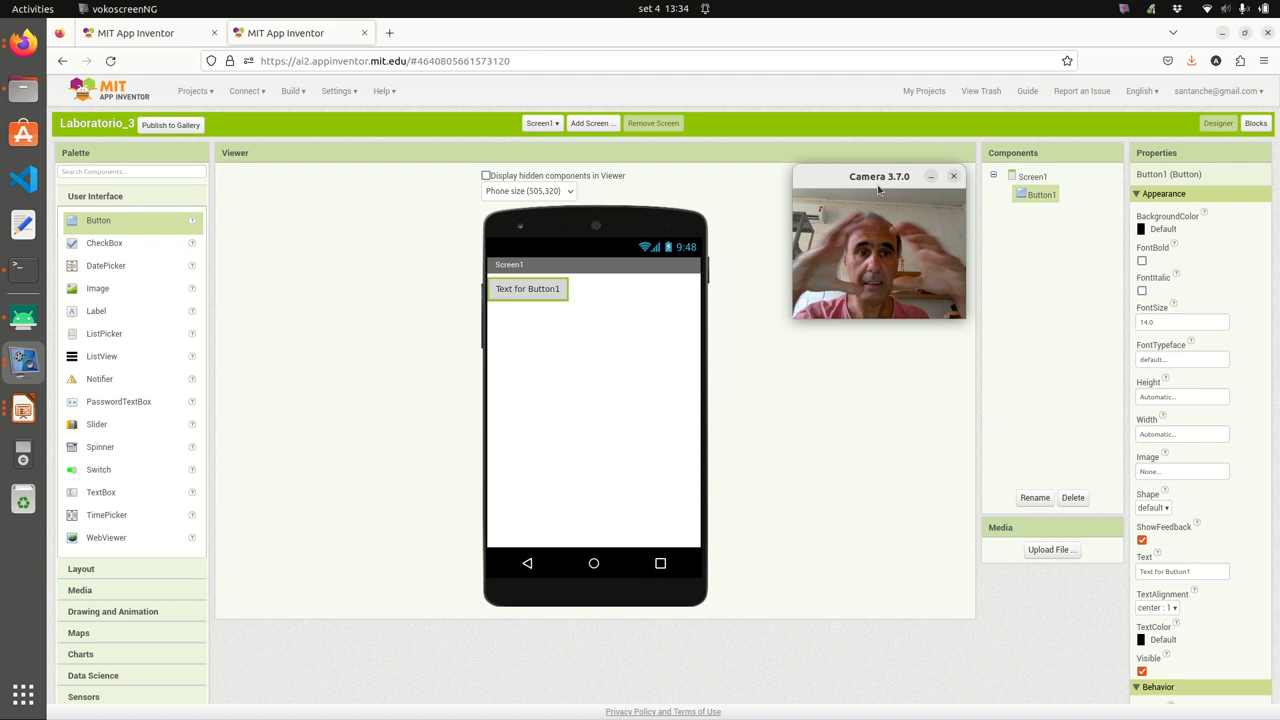 Activities
vokoscreenNG
set 4 13:34
MIT App Inventor
MIT App Inventor
https://ai2.appinventor.mit.edu/#4640805661573120
MIT
APP INVENTOR
Projects ▾
Connect ▾
Build ▾
Settings ▾
Help ▾
My Projects
View Trash
Guide
Report an Issue
English ▾
santanche@gmail.com ▾
Laboratorio_3
Publish to Gallery
Screen1 ▾
Add Screen ...
Remove Screen
Designer
Blocks
Palette
Search Components...
User Interface
Button
CheckBox
DatePicker
Image
Label
ListPicker
ListView
Notifier
PasswordTextBox
Slider
Spinner
Switch
TextBox
TimePicker
WebViewer
Layout
Media
Drawing and Animation
Maps
Charts
Data Science
Sensors
Viewer
Display hidden components in Viewer
Phone size (505,320)
9:48
Screen1
Text for Button1
Camera 3.7.0
Components
Screen1
Button1
Rename
Delete
Media
Upload File ...
Properties
Button1 (Button)
Appearance
BackgroundColor
Default
FontBold
FontItalic
FontSize
14.0
FontTypeface
default...
Height
Automatic...
Width
Automatic...
Image
None...
Shape
default ▾
ShowFeedback
Text
Text for Button1
TextAlignment
center : 1 ▾
TextColor
Default
Visible
Behavior
Privacy Policy and Terms of Use